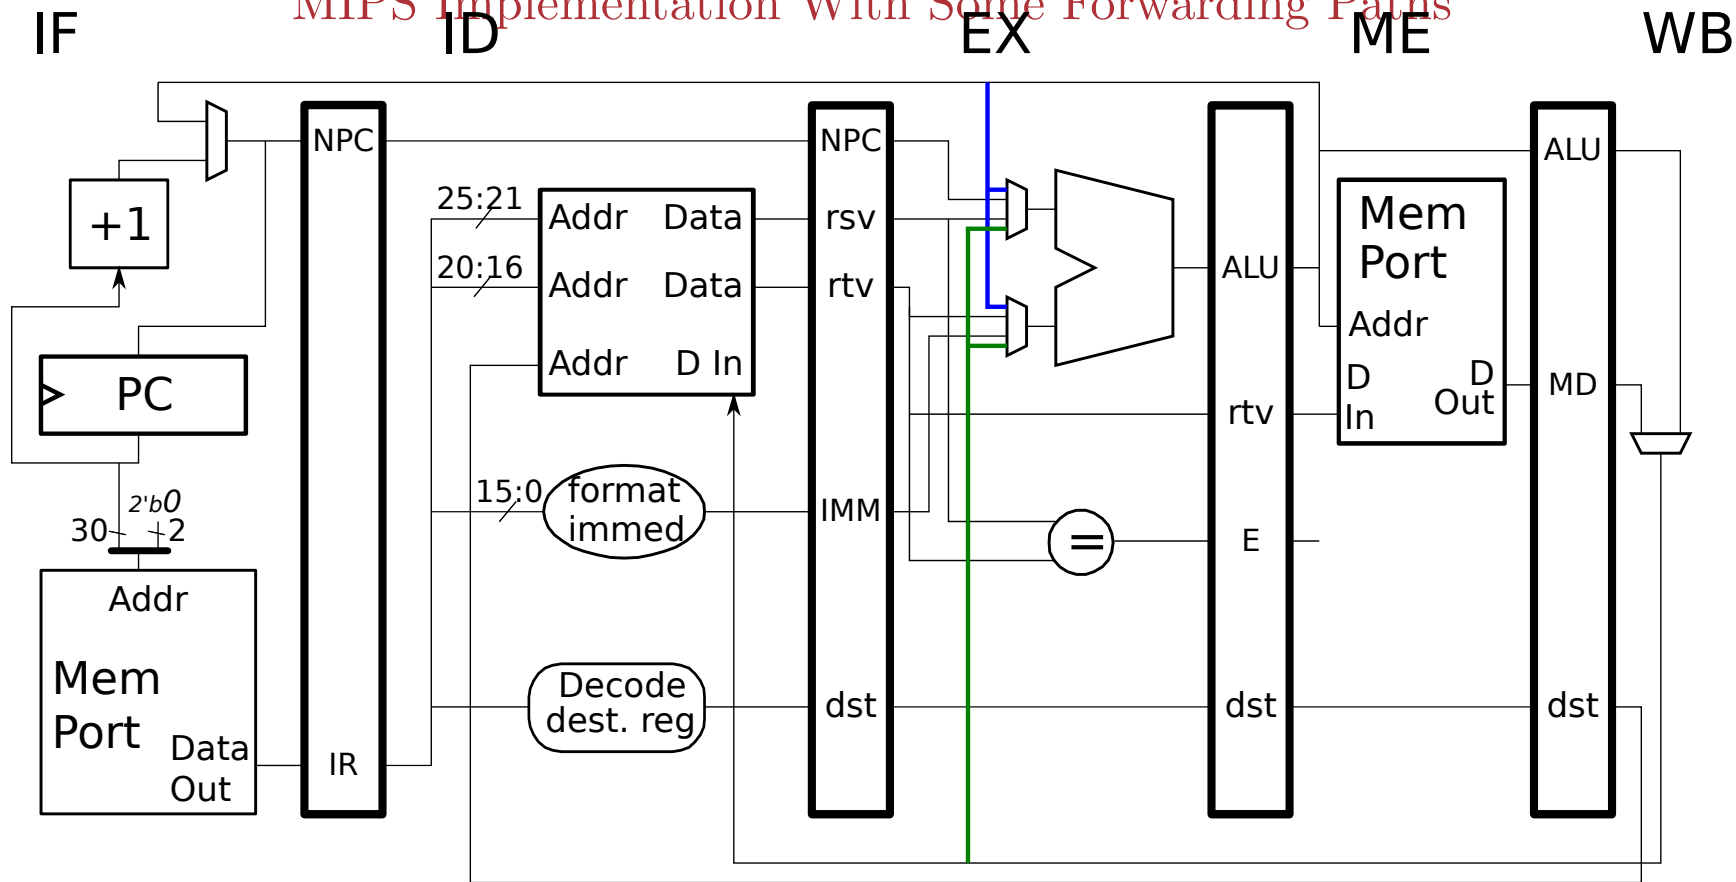 MIPS Implementation With Some Forwarding Paths
IF
ID
EX
ME
WB
+1
PC
2'b0
30
2
Addr
Mem
Port
Data
Out
NPC
IR
25:21
20:16
15:0
Addr
Data
Addr
Data
Addr
D In
format
immed
Decode
dest. reg
NPC
rsv
rtv
IMM
dst
=
ALU
rtv
E
dst
Mem
Port
Addr
D
In
D
Out
ALU
MD
dst